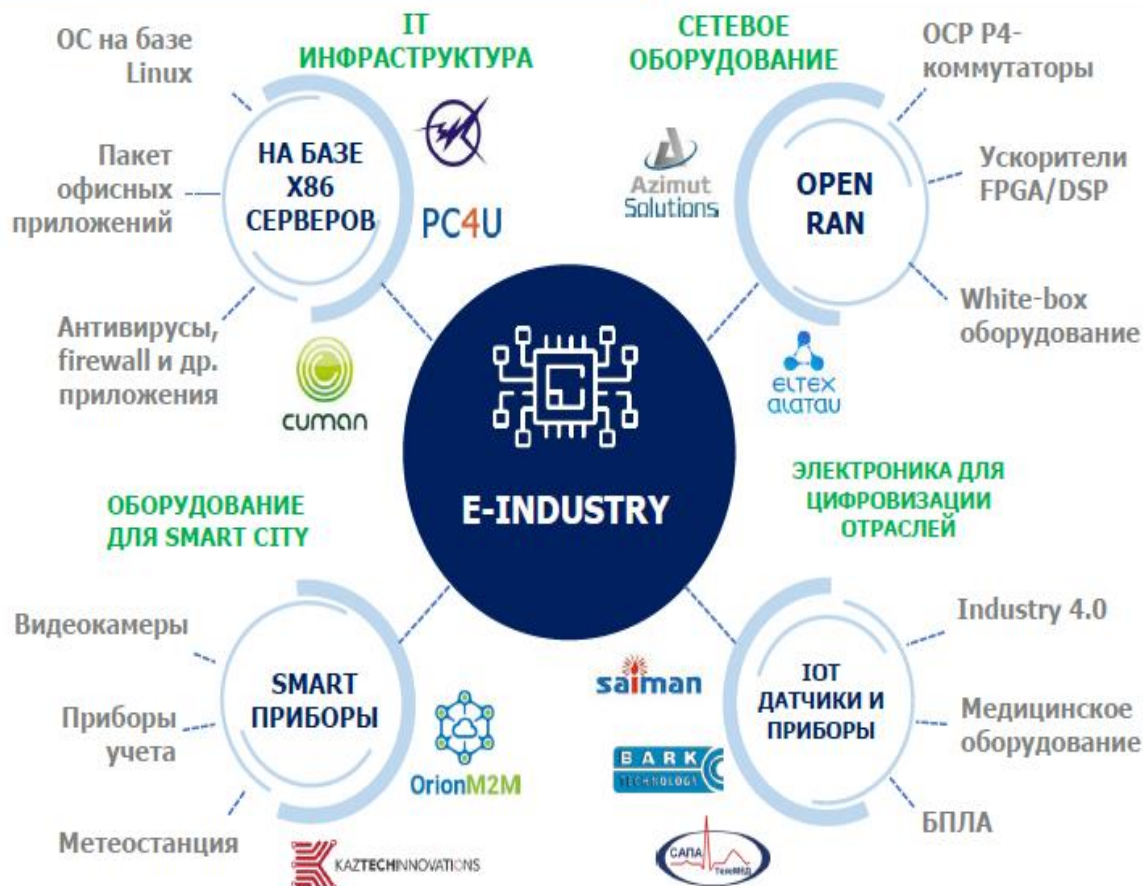 IT
ИНФРАСТРУКТУРА
ОС на базе
Linux
Пакет
офисных
приложений
Антивирусы,
firewall и др.
приложения
НА БАЗЕ
X86
СЕРВЕРОВ
PC4U
cuman
СЕТЕВОЕ
ОБОРУДОВАНИЕ
Azimut
Solutions
OPEN
RAN
OCP P4-
коммутаторы
Ускорители
FPGA/DSP
White-box
оборудование
ELTEX
ALATAU
E-INDUSTRY
ОБОРУДОВАНИЕ
ДЛЯ SMART CITY
Видеокамеры
Приборы
учета
Метеостанция
SMART
ПРИБОРЫ
OrionM2M
KAZTECHINNOVATIONS
ЭЛЕКТРОНИКА ДЛЯ
ЦИФРОВИЗАЦИИ
ОТРАСЛЕЙ
saiman
BARK
TECHNOLOGY
САПА
ТелеМЕД
IOT
ДАТЧИКИ И
ПРИБОРЫ
Industry 4.0
Медицинское
оборудование
БПЛА